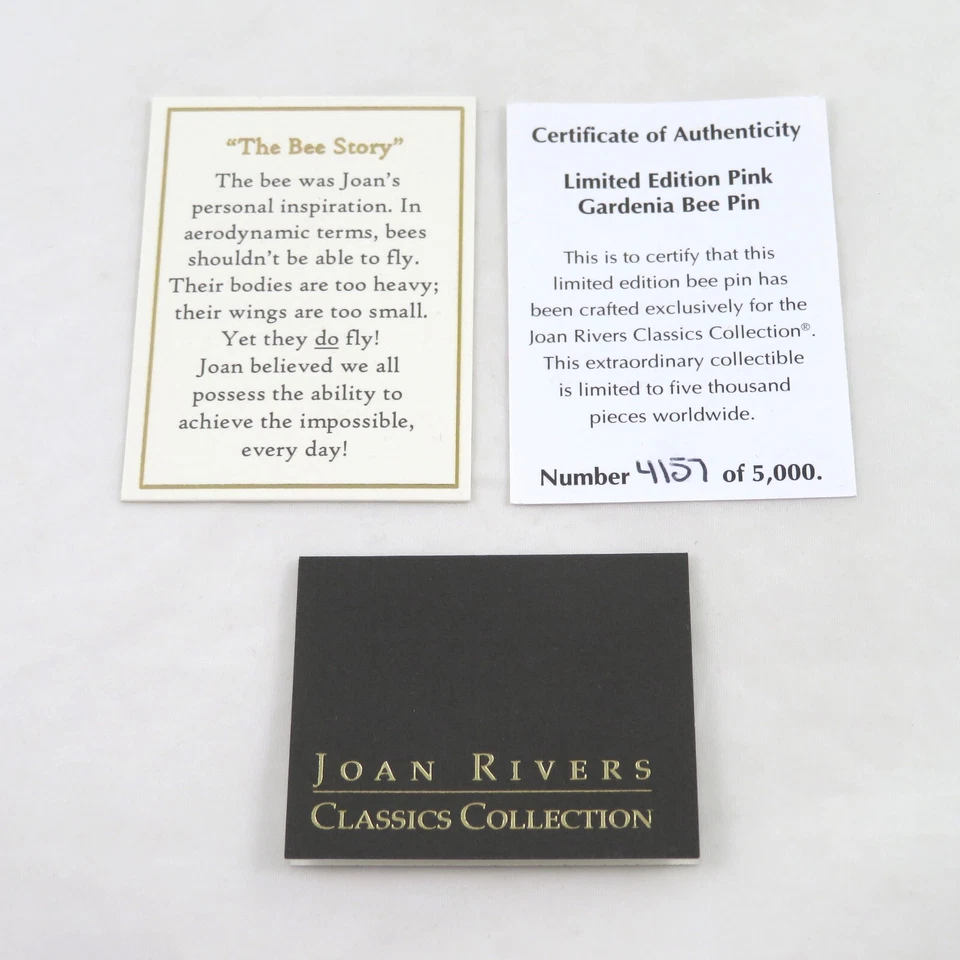 “The Bee Story”
The bee was Joan's
personal inspiration. In
aerodynamic terms, bees
shouldn't be able to fly.
Their bodies are too heavy;
their wings are too small.
Yet they do fly!
Joan believed we all
possess the ability to
achieve the impossible,
every day!
Certificate of Authenticity
Limited Edition Pink
Gardenia Bee Pin
This is to certify that this
limited edition bee pin has
been crafted exclusively for the
Joan Rivers Classics Collection®.
This extraordinary collectible
is limited to five thousand
pieces worldwide.
Number 4157 of 5,000.
JOAN RIVERS
CLASSICS COLLECTION